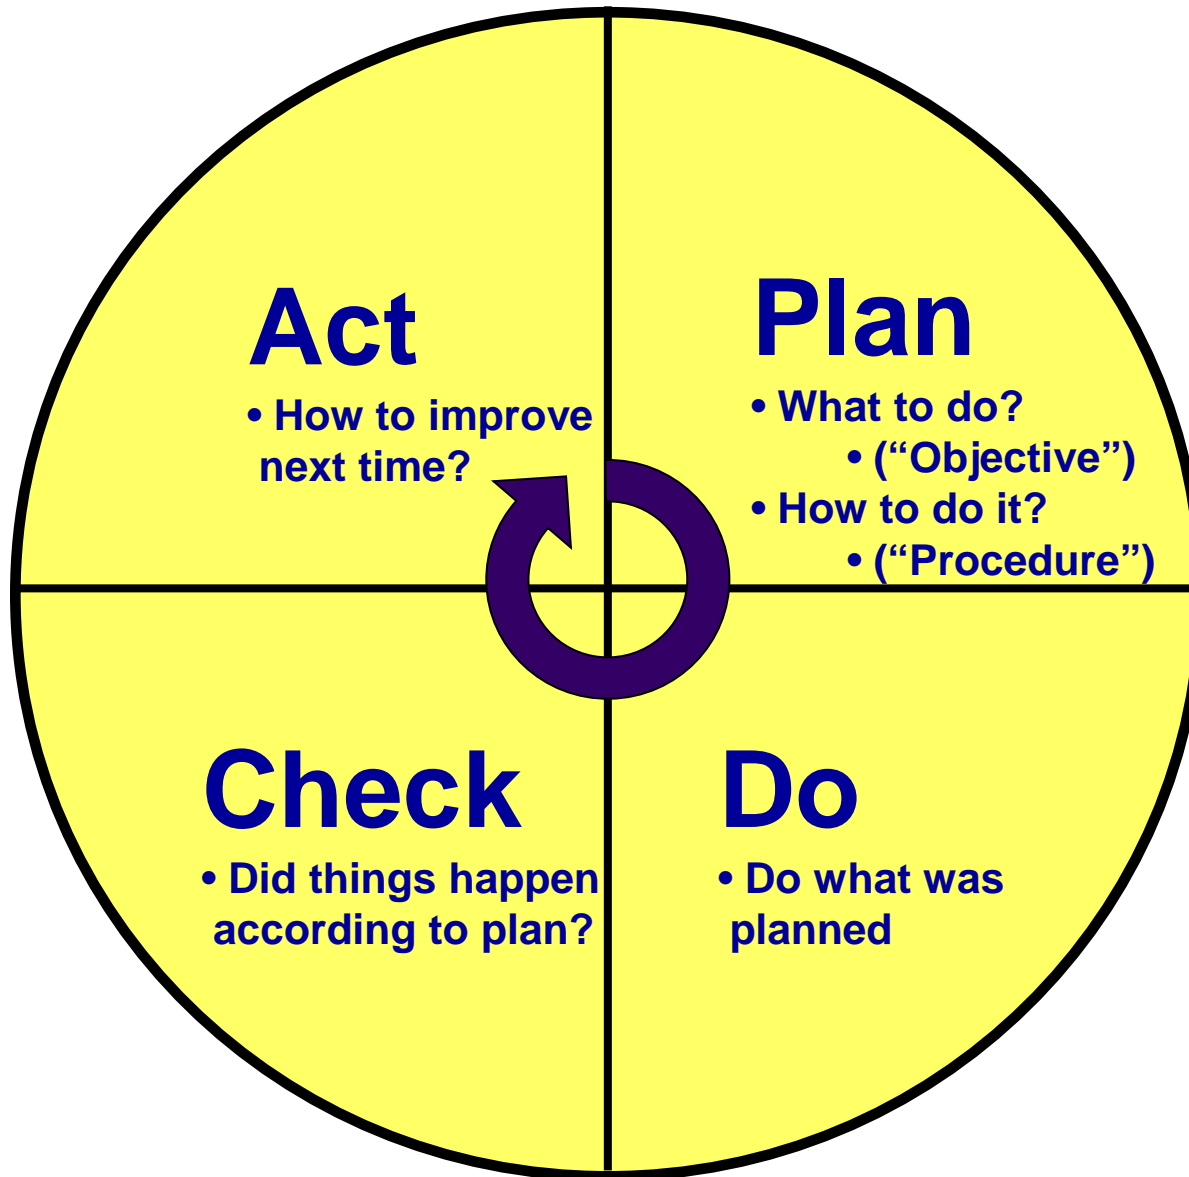 Act
• How to improve
next time?
Plan
• What to do?
• (“Objective”)
• How to do it?
• (“Procedure”)
Check
• Did things happen
according to plan?
Do
• Do what was
planned